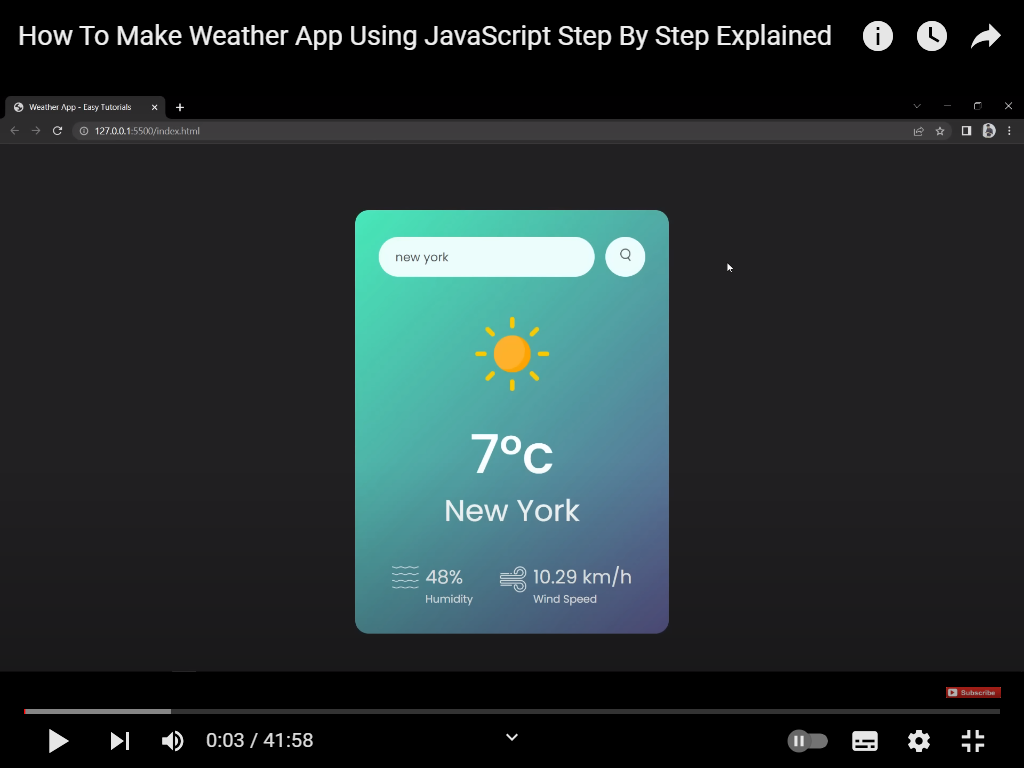 How To Make Weather App Using JavaScript Step By Step Explained
Weather App - Easy Tutorials
127.0.0.1:5500/index.html
new york
7°c
New York
48%
Humidity
10.29 km/h
Wind Speed
Subscribe
0:03 / 41:58